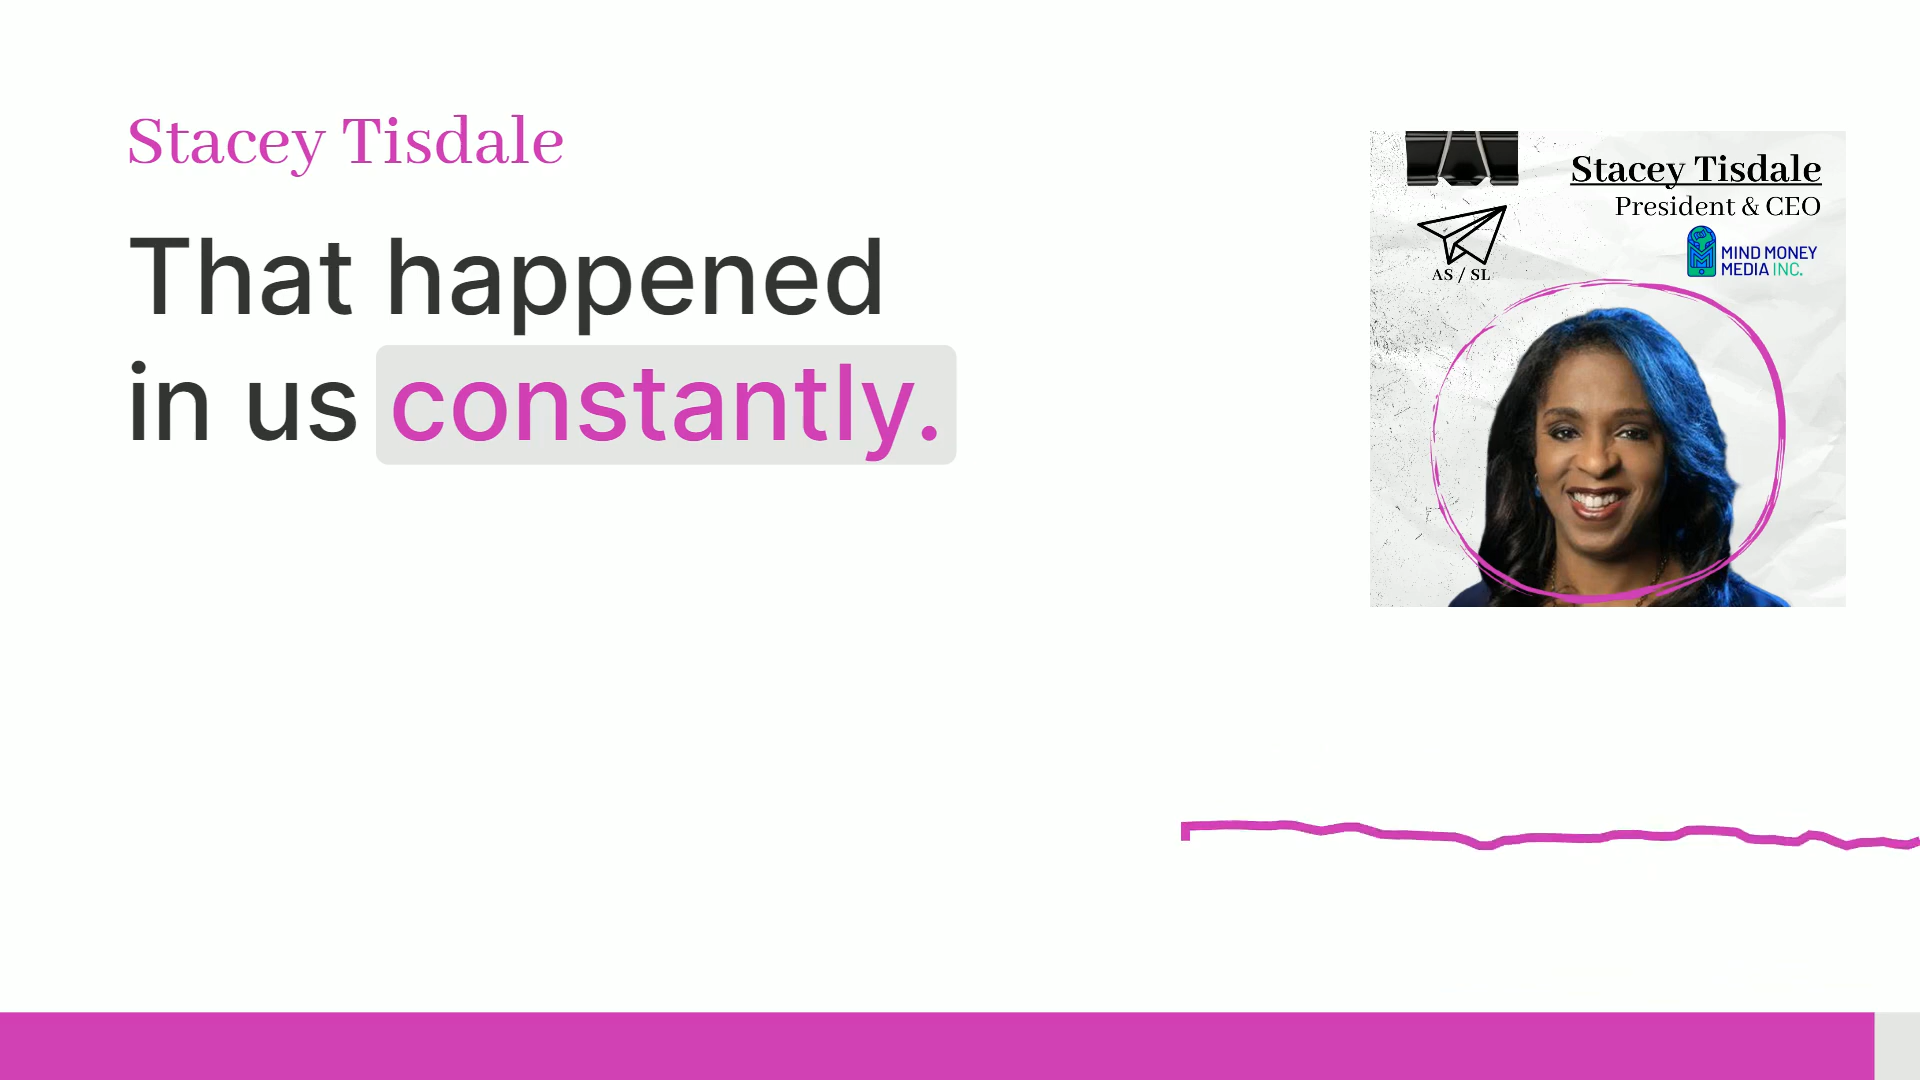 Stacey Tisdale
That happened
in us constantly.
Stacey Tisdale
President & CEO
MIND MONEY
MEDIA INC.
AS / SL